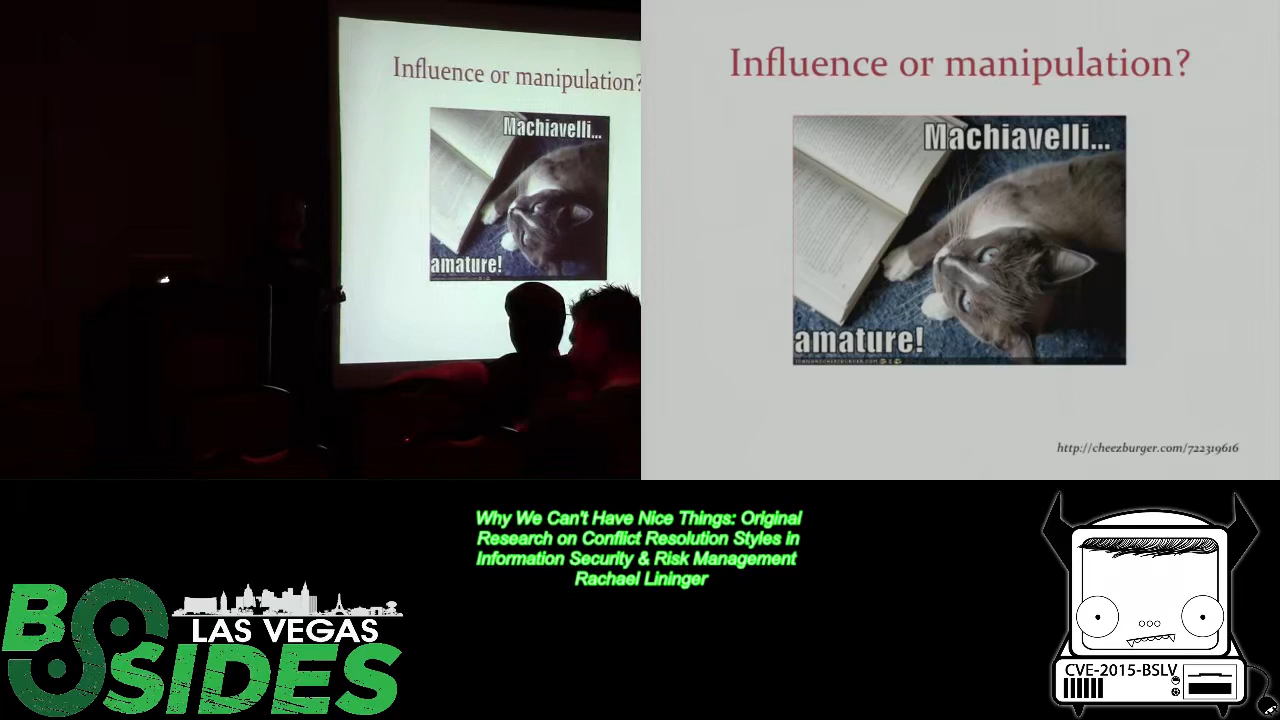 Influence or manipulation?
Machiavelli...
amature!
Influence or manipulation?
Machiavelli...
amature!
http://cheezburger.com/722319616
Why We Can't Have Nice Things: Original
Research on Conflict Resolution Styles in
Information Security & Risk Management
Rachael Lininger
BSIDES
LAS VEGAS
CVE-2015-BSLV